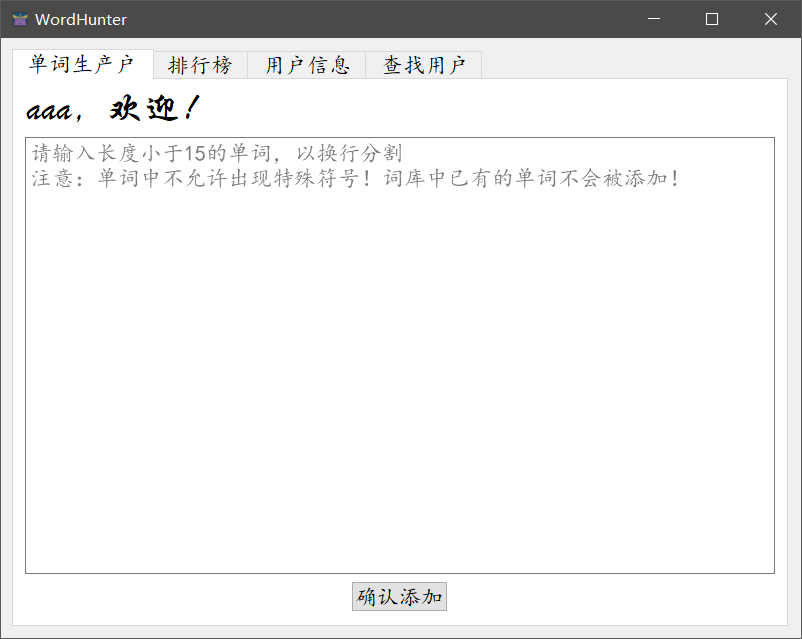 WordHunter
单词生产户 排行榜 用户信息 查找用户
aaa，欢迎！
请输入长度小于15的单词，以换行分割
注意：单词中不允许出现特殊符号！词库中已有的单词不会被添加！
确认添加